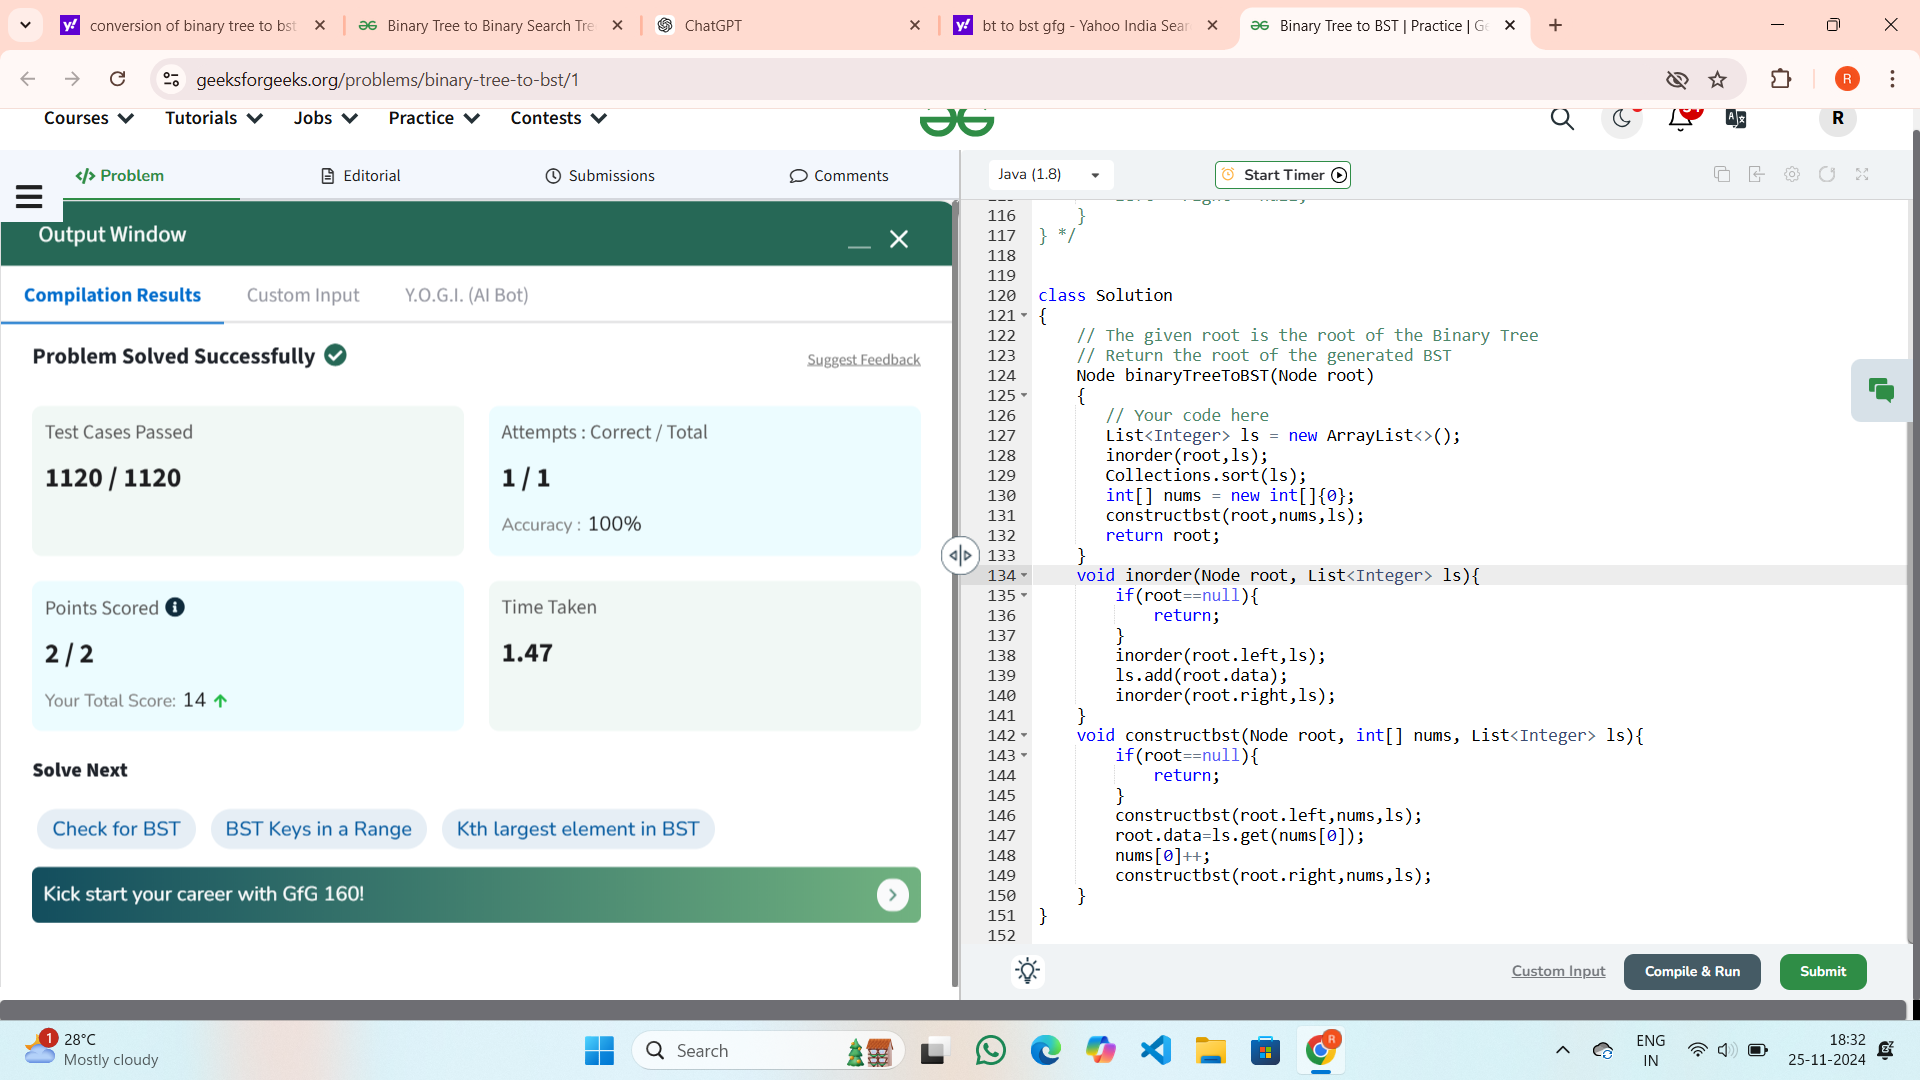 conversion of binary tree to bst
Binary Tree to Binary Search Tre
ChatGPT
bt to bst gfg - Yahoo India Sear
Binary Tree to BST | Practice | Ge
geeksforgeeks.org/problems/binary-tree-to-bst/1
R
Courses
Tutorials
Jobs
Practice
Contests
R
</> Problem
Editorial
Submissions
Comments
Java (1.8)
Start Timer
Output Window
Compilation Results
Custom Input
Y.O.G.I. (AI Bot)
Problem Solved Successfully
Suggest Feedback
Test Cases Passed
1120 / 1120
Attempts : Correct / Total
1 / 1
Accuracy : 100%
Points Scored
2 / 2
Your Total Score: 14
Time Taken
1.47
Solve Next
Check for BST
BST Keys in a Range
Kth largest element in BST
Kick start your career with GfG 160!
116 }
117 } */
118
119
120 class Solution
121 {
122 // The given root is the root of the Binary Tree
123 // Return the root of the generated BST
124 Node binaryTreeToBST(Node root)
125 {
126 // Your code here
127 List<Integer> ls = new ArrayList<>();
128 inorder(root,ls);
129 Collections.sort(ls);
130 int[] nums = new int[]{0};
131 constructbst(root,nums,ls);
132 return root;
133 }
134 void inorder(Node root, List<Integer> ls){
135 if(root==null){
136 return;
137 }
138 inorder(root.left,ls);
139 ls.add(root.data);
140 inorder(root.right,ls);
141 }
142 void constructbst(Node root, int[] nums, List<Integer> ls){
143 if(root==null){
144 return;
145 }
146 constructbst(root.left,nums,ls);
147 root.data=ls.get(nums[0]);
148 nums[0]++;
149 constructbst(root.right,nums,ls);
150 }
151 }
152
Custom Input
Compile & Run
Submit
1
28°C
Mostly cloudy
Search
R
ENG
IN
18:32
25-11-2024